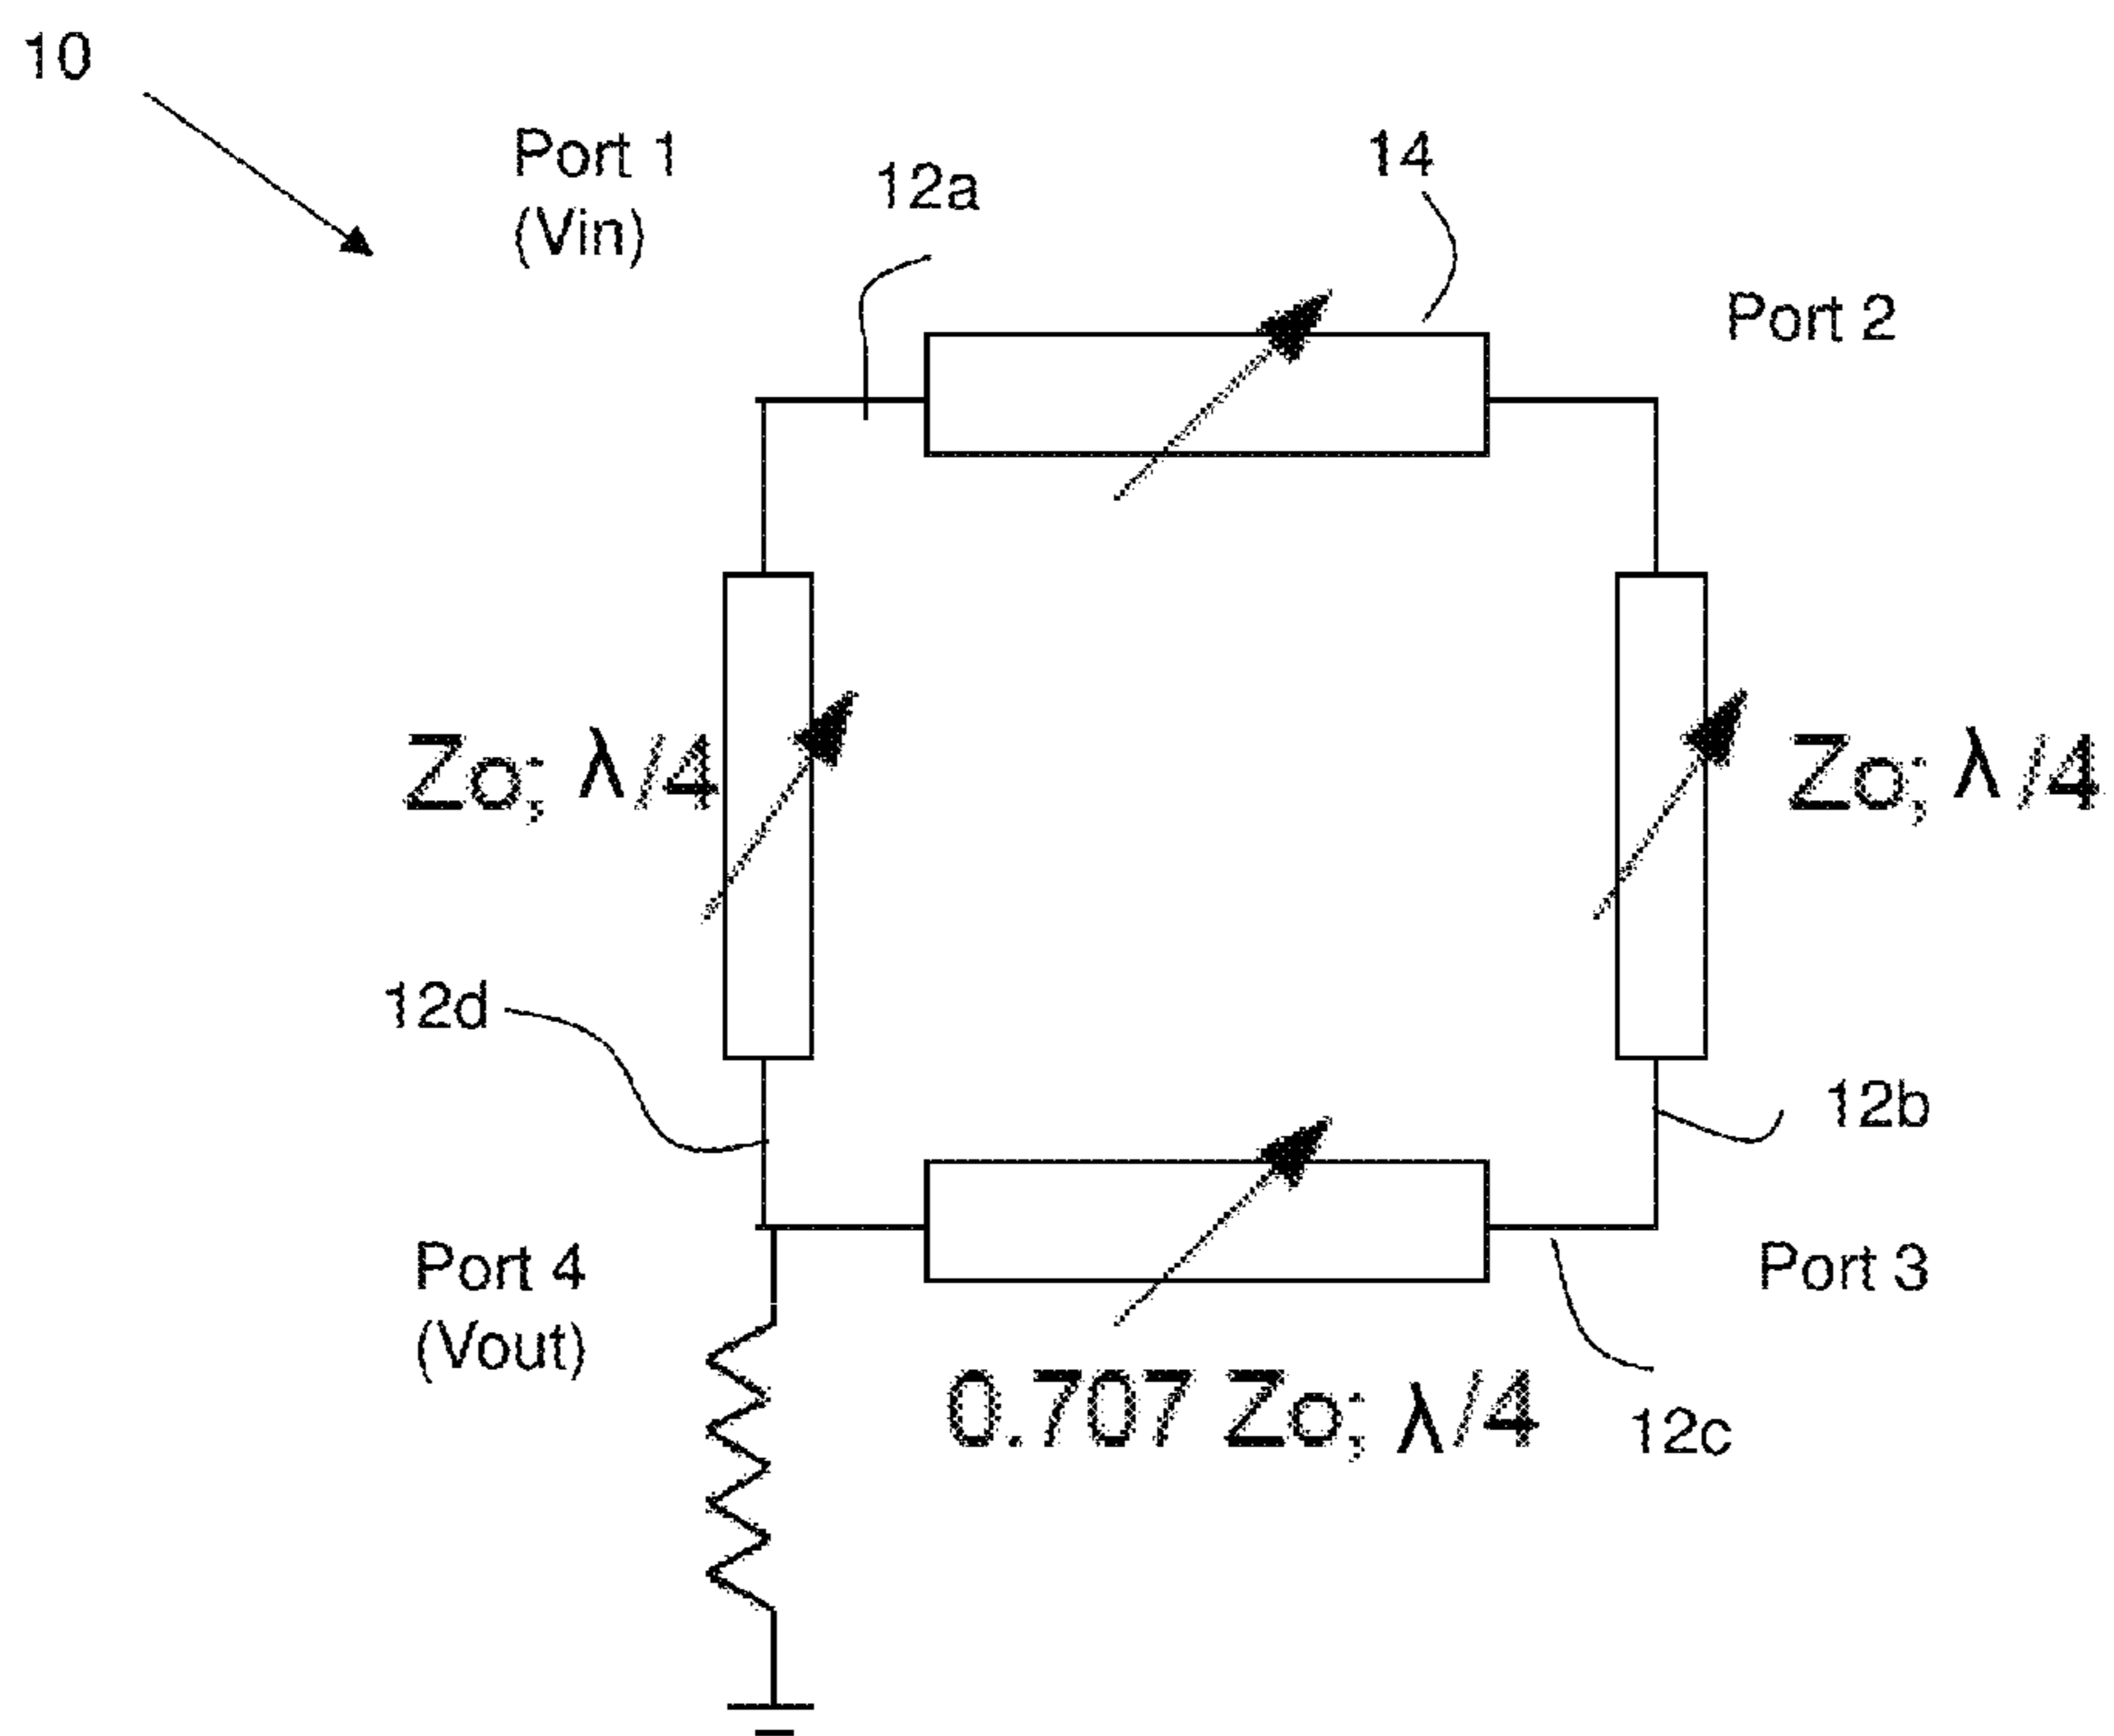 10
Port 1
(Vin)
12a
14
Port 2
Zo; λ/4
Zo; λ/4
12d
12b
Port 4
(Vout)
Port 3
0.707 Zo; λ/4
12c